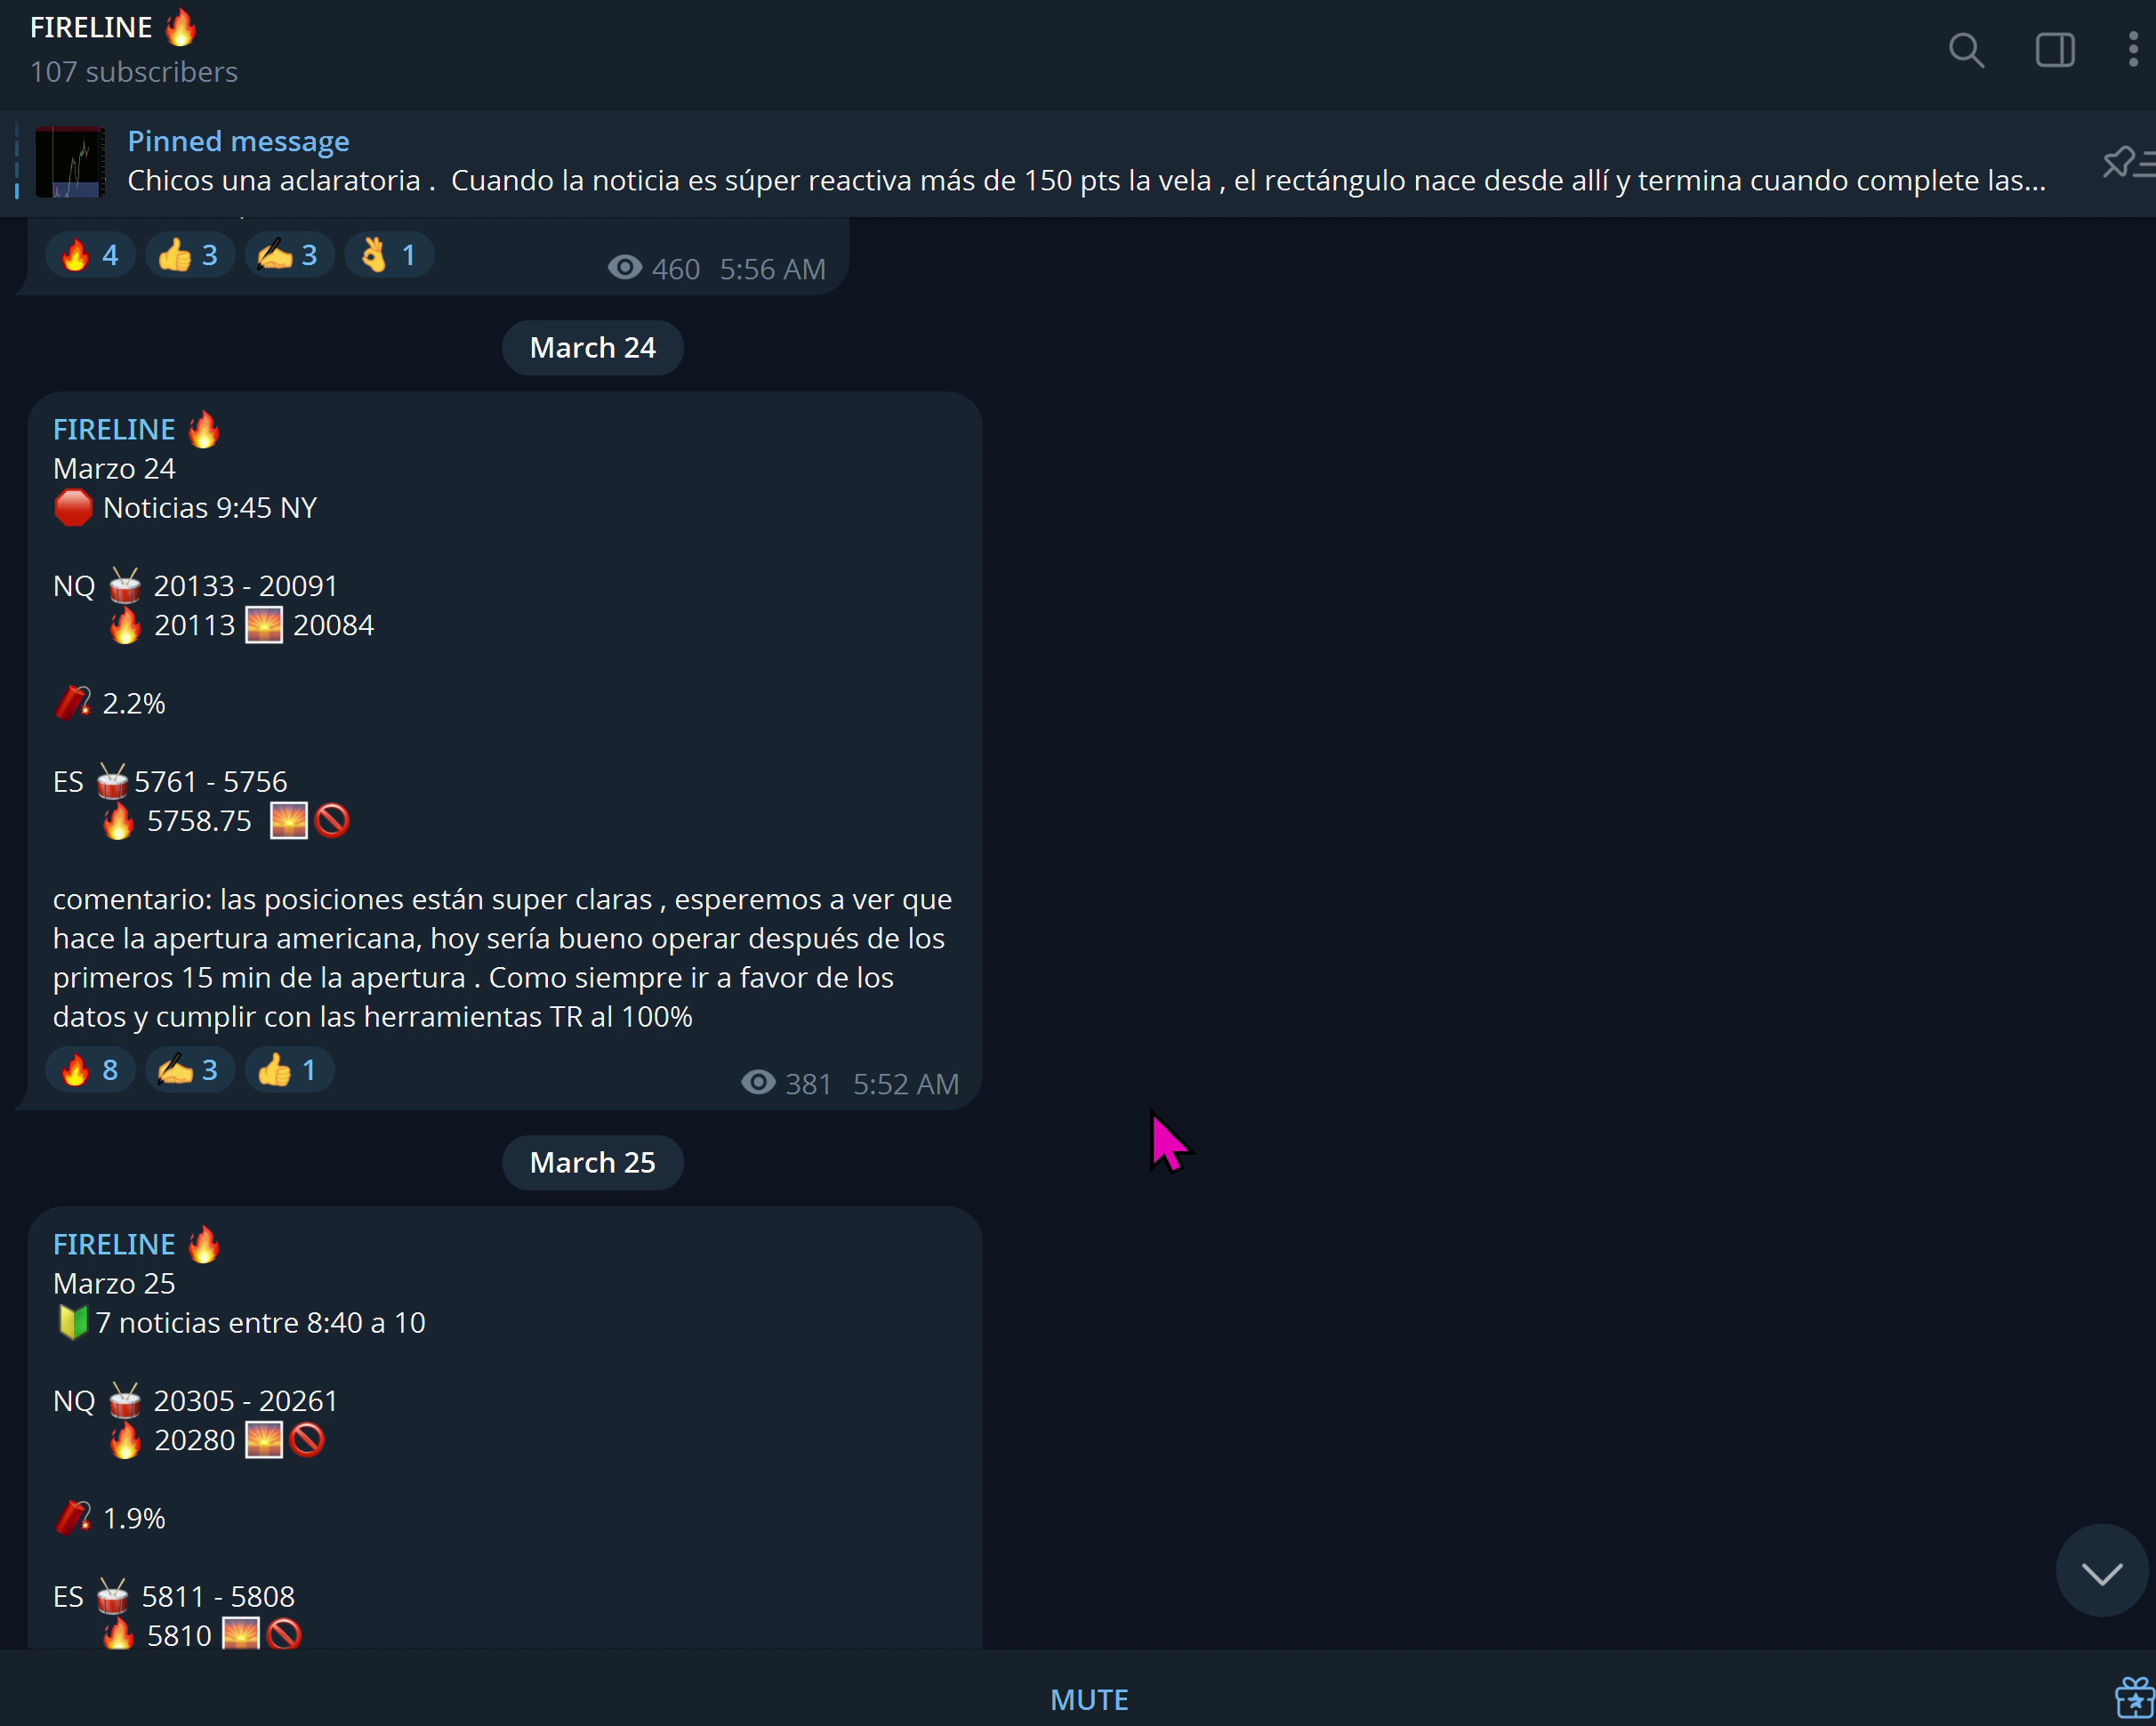 FIRELINE 🔥
107 subscribers
Pinned message
Chicos una aclaratoria .  Cuando la noticia es súper reactiva más de 150 pts la vela , el rectángulo nace desde allí y termina cuando complete las...
🔥 4 👍 3 ✍️ 3 👌 1
460 5:56 AM
March 24
FIRELINE 🔥
Marzo 24
🛑 Noticias 9:45 NY
NQ 🥁 20133 - 20091
🔥 20113 🌅 20084
🧨 2.2%
ES 🥁5761 - 5756
🔥 5758.75 🌅🚫
comentario: las posiciones están super claras , esperemos a ver que
hace la apertura americana, hoy sería bueno operar después de los
primeros 15 min de la apertura . Como siempre ir a favor de los
datos y cumplir con las herramientas TR al 100%
🔥 8 ✍️ 3 👍 1
381 5:52 AM
March 25
FIRELINE 🔥
Marzo 25
🔰7 noticias entre 8:40 a 10
NQ 🥁 20305 - 20261
🔥 20280 🌅🚫
🧨 1.9%
ES 🥁 5811 - 5808
🔥 5810 🌅🚫
MUTE